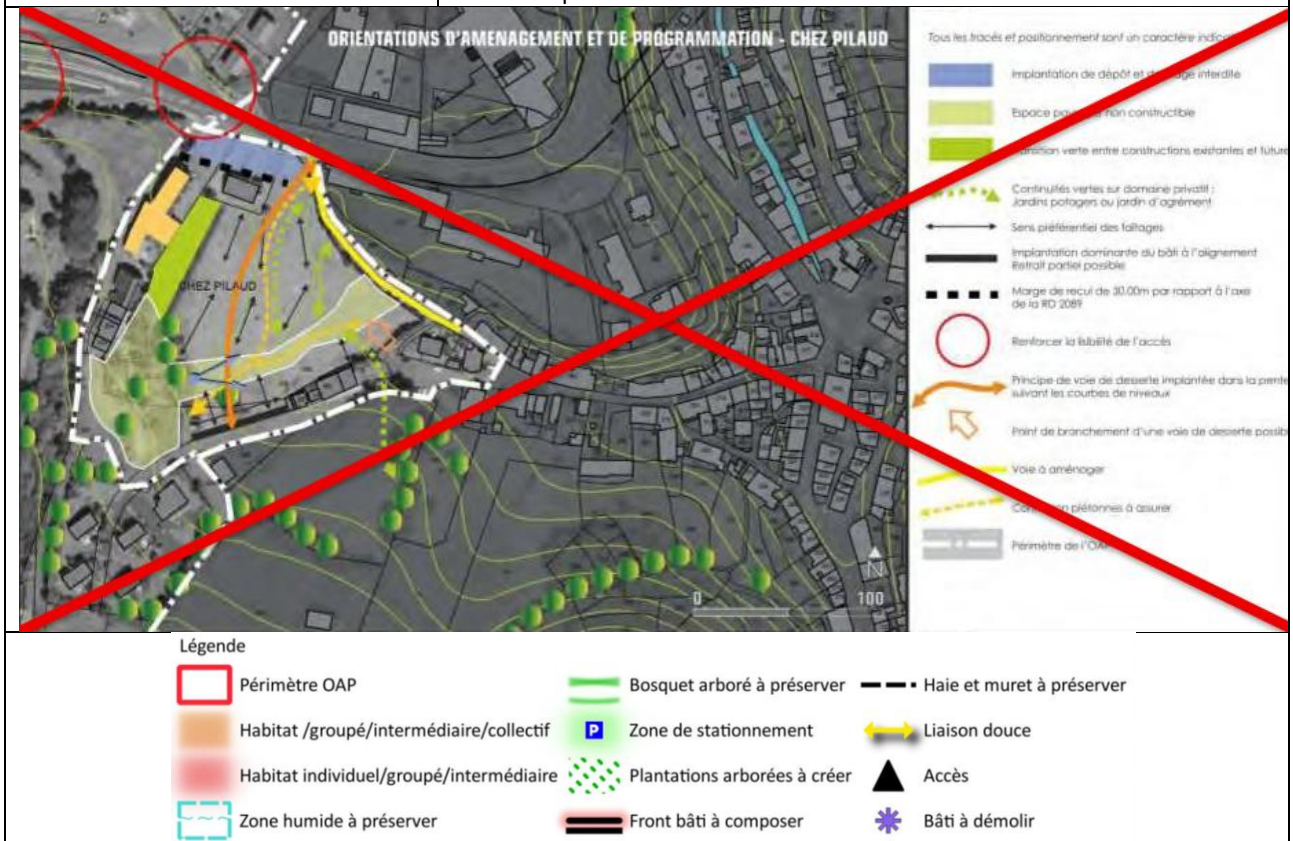 ORIENTATIONS D'AMENAGEMENT ET DE PROGRAMMATION - CHEZ PILAUD
CHEZ PILAUD
N
0 100
Tous les tracés et positionnement sont un caractère
Implantation de dépôt et interdite
Espace non constructible
verte entre constructions existantes et future
Continuités vertes sur domaine privatif :
Jardins potagers ou jardin d'agrément
Sens préférentiel des faîtages
Implantation dominante du bâti à l'alignement
Retrait partiel possible
Marge de recul de 30.00m par rapport à l'axe
de la RD 2089
Renforcer la lisibilité de l'accès
Principe de voie de desserte implantée dans la pente
suivant les courbes de niveaux
Point de branchement d'une voie de desserte possib
Voie à aménager
piétonnes à assurer
Périmètre de l'OAP
Légende
Périmètre OAP
Habitat /groupé/intermédiaire/collectif
Habitat individuel/groupé/intermédiaire
Zone humide à préserver
Bosquet arboré à préserver
P Zone de stationnement
Plantations arborées à créer
Front bâti à composer
Haie et muret à préserver
Liaison douce
Accès
Bâti à démolir